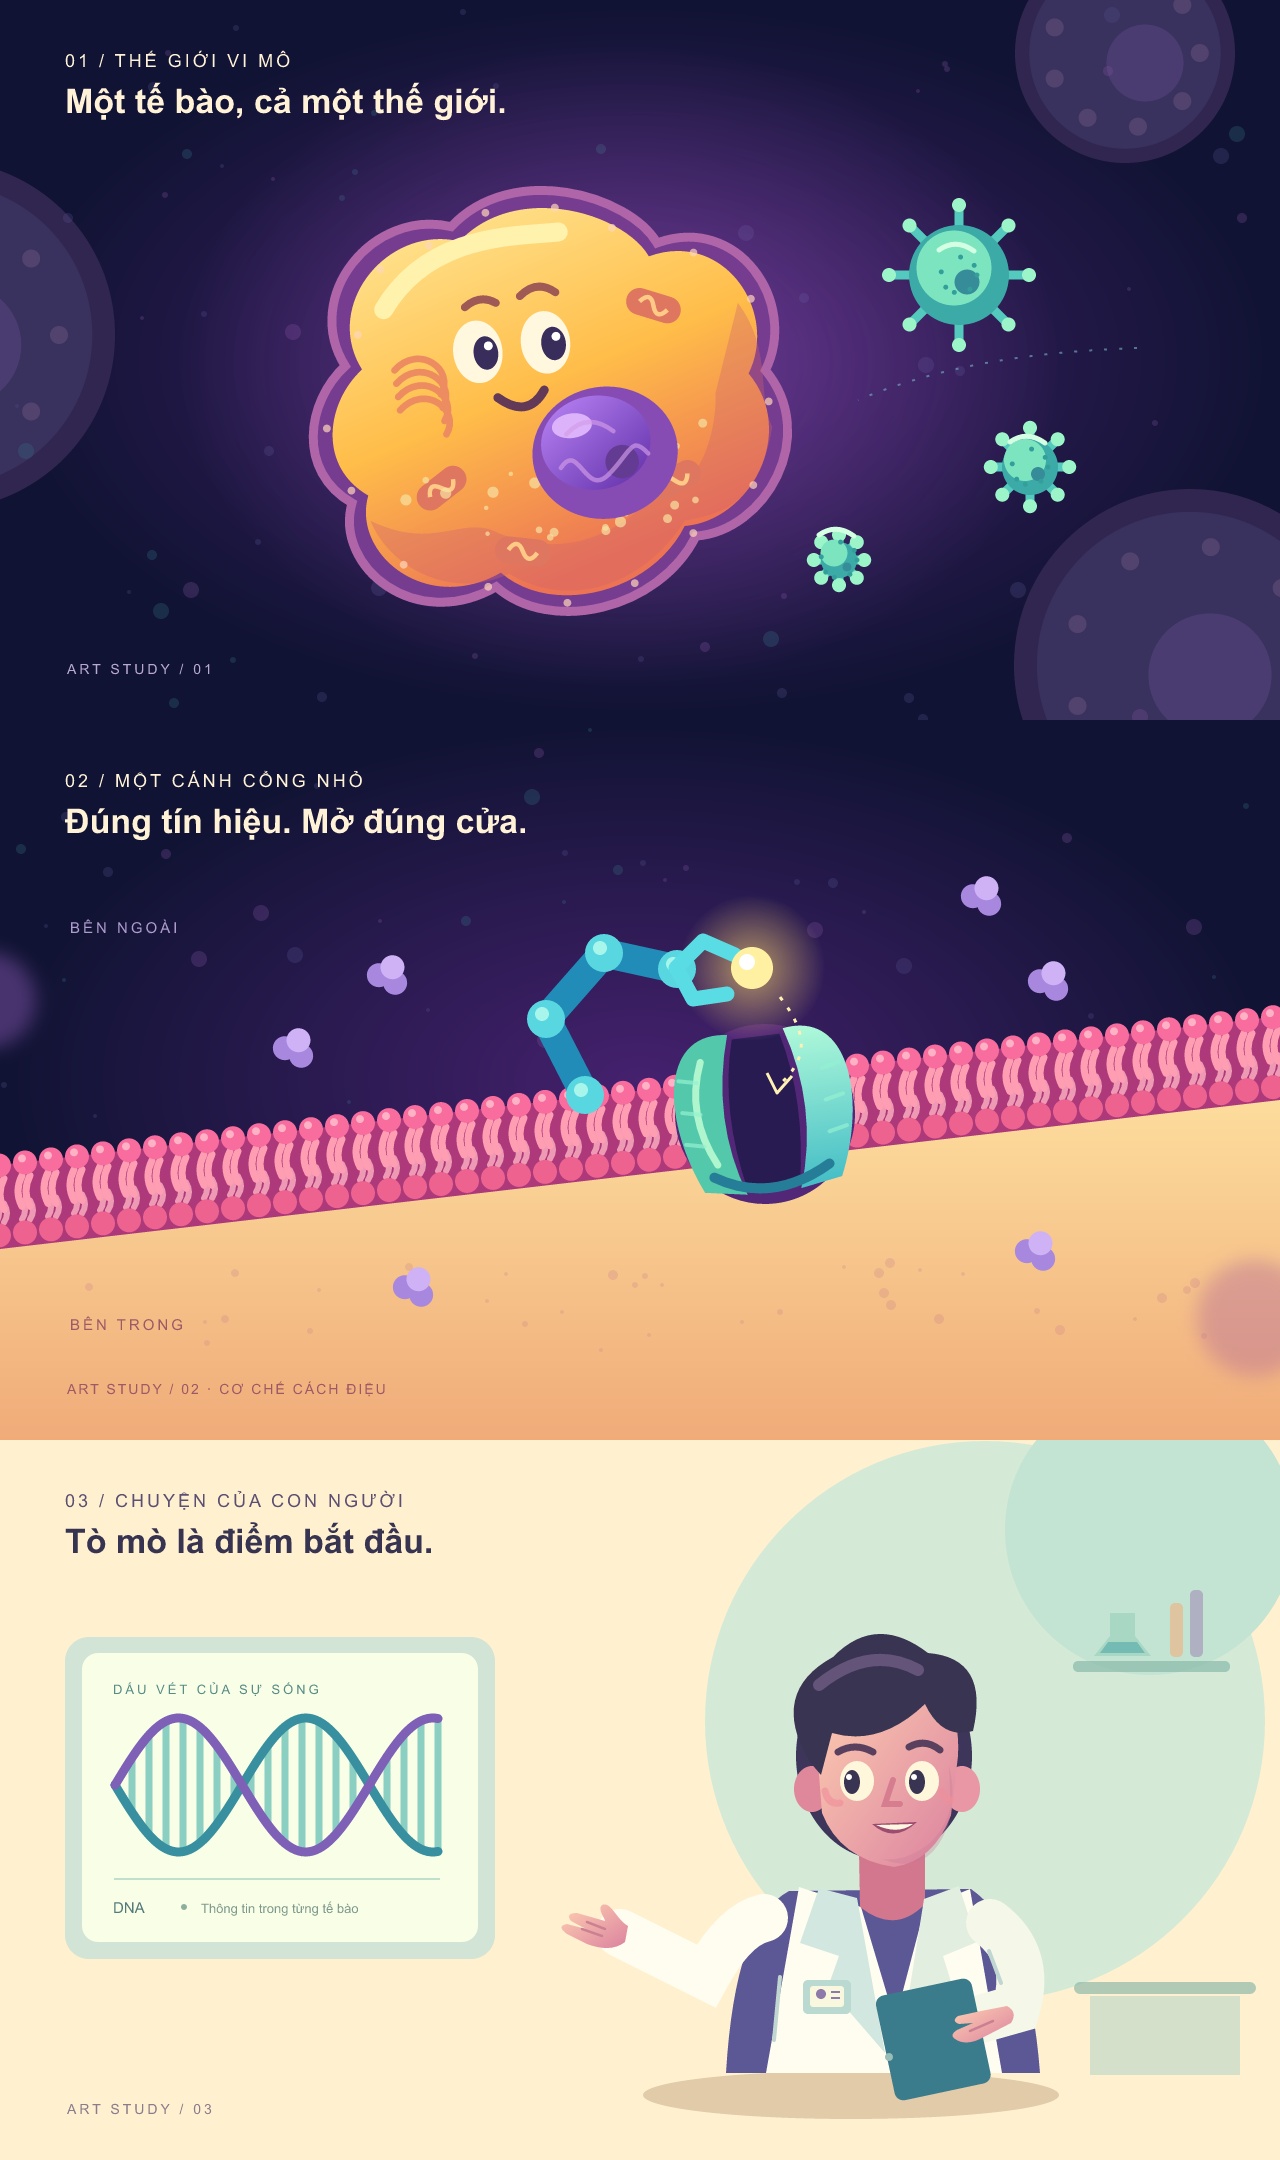 01 / THẾ GIỚI VI MÔ
Một tế bào, cả một thế giới.
ART STUDY / 01
02 / MỘT CÁNH CỔNG NHỎ
Đúng tín hiệu. Mở đúng cửa.
BÊN NGOÀI
BÊN TRONG
ART STUDY / 02 · CƠ CHẾ CÁCH ĐIỆU
03 / CHUYỆN CỦA CON NGƯỜI
Tò mò là điểm bắt đầu.
DẤU VẾT CỦA SỰ SỐNG
DNA • Thông tin trong từng tế bào
ART STUDY / 03